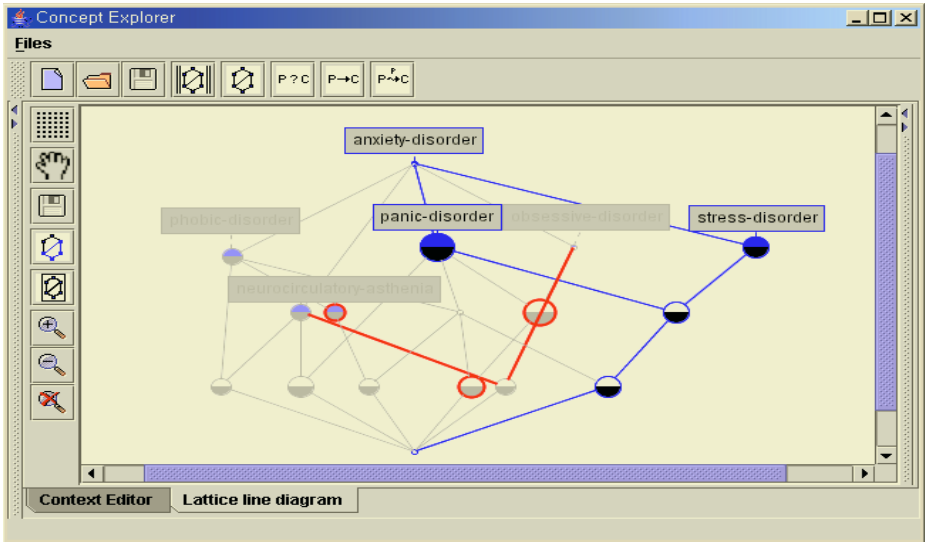 Concept Explorer
Files
P?C
P→C
P→C
anxiety-disorder
phobic-disorder
panic-disorder
obsessive-disorder
stress-disorder
neurocirculatory-asthenia
Context Editor
Lattice line diagram